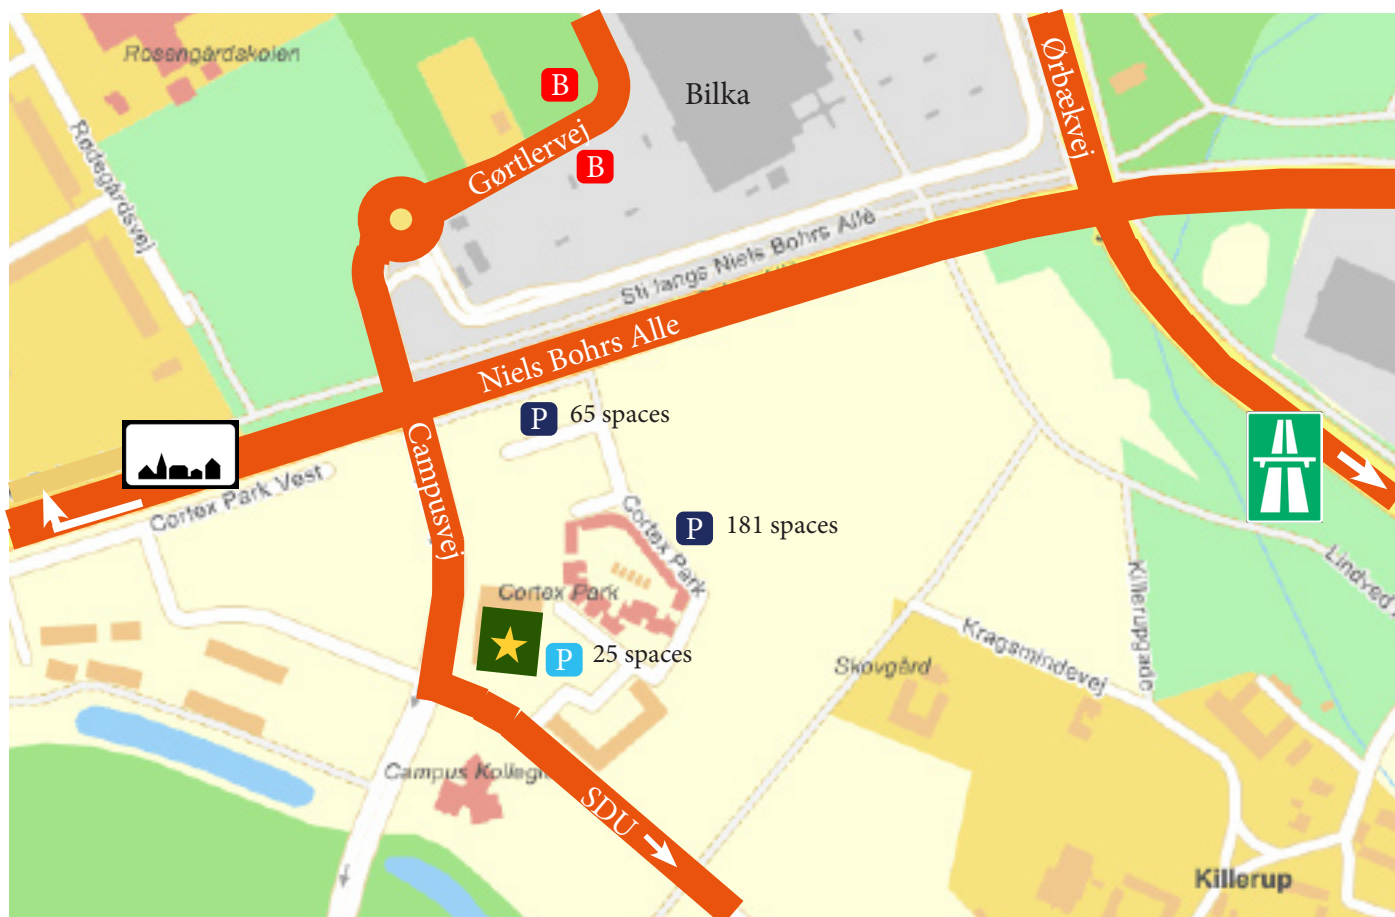 Rosengårdskolen
B
Bilka
Ørbækvej
Rødegårdsvej
Gørtlervej
B
Sti langs Niels Bohrs Allé
Niels Bohrs Alle
P 65 spaces
Campusvej
Cortex Park Vest
P 181 spaces
Cortex Park
Cortex Park
Killerupgade
Lindved
Kragsmindevej
P 25 spaces
Skovgård
Campus Kollegi
SDU
Killerup